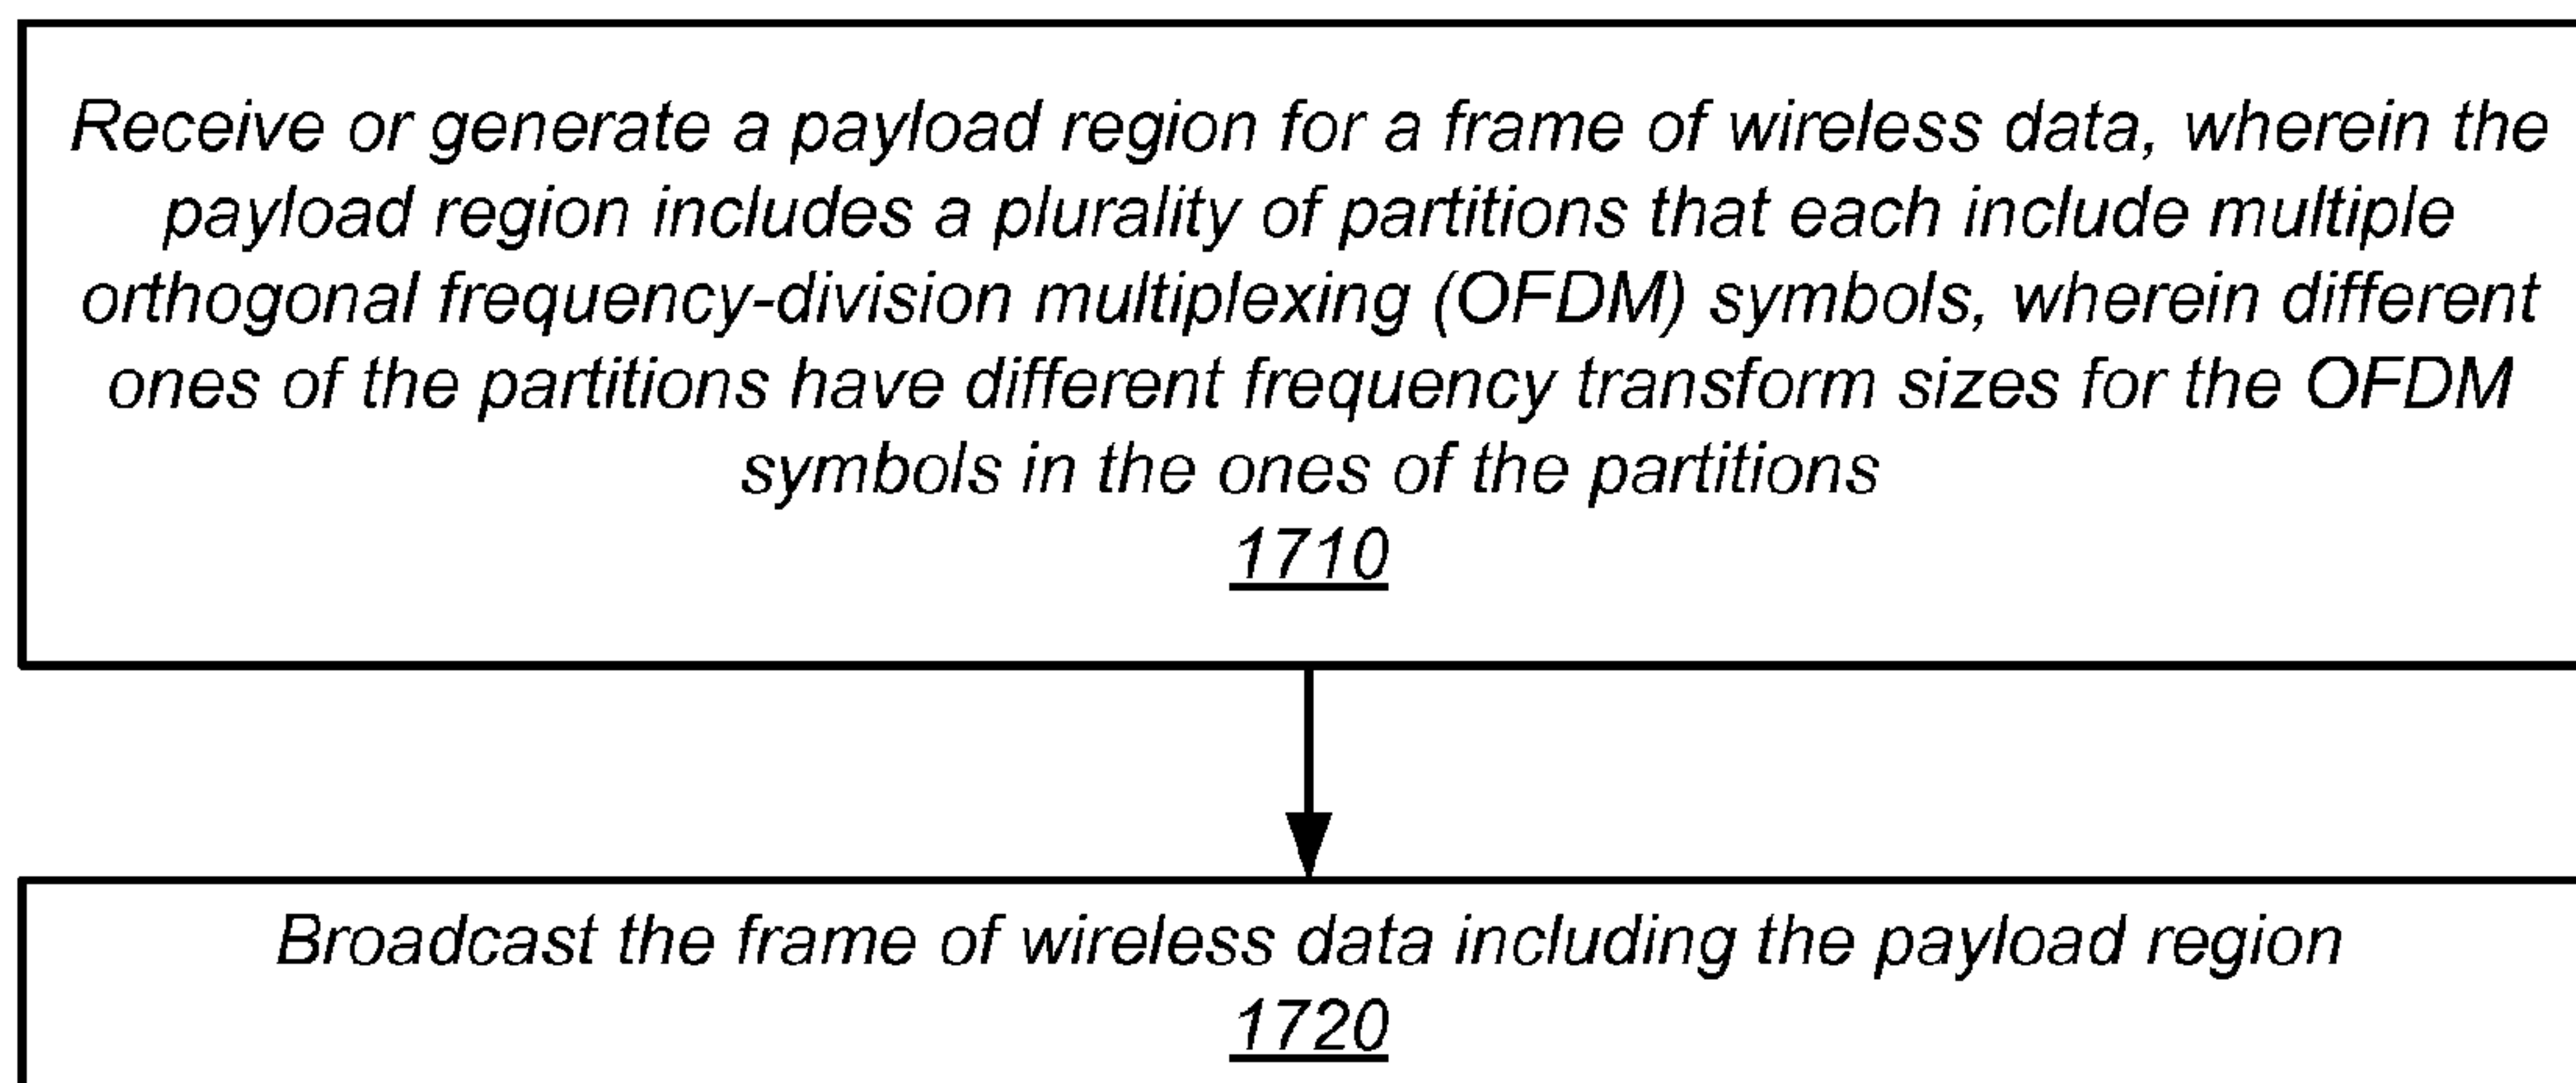 Receive or generate a payload region for a frame of wireless data, wherein the
payload region includes a plurality of partitions that each include multiple
orthogonal frequency-division multiplexing (OFDM) symbols, wherein different
ones of the partitions have different frequency transform sizes for the OFDM
symbols in the ones of the partitions
1710
Broadcast the frame of wireless data including the payload region
1720